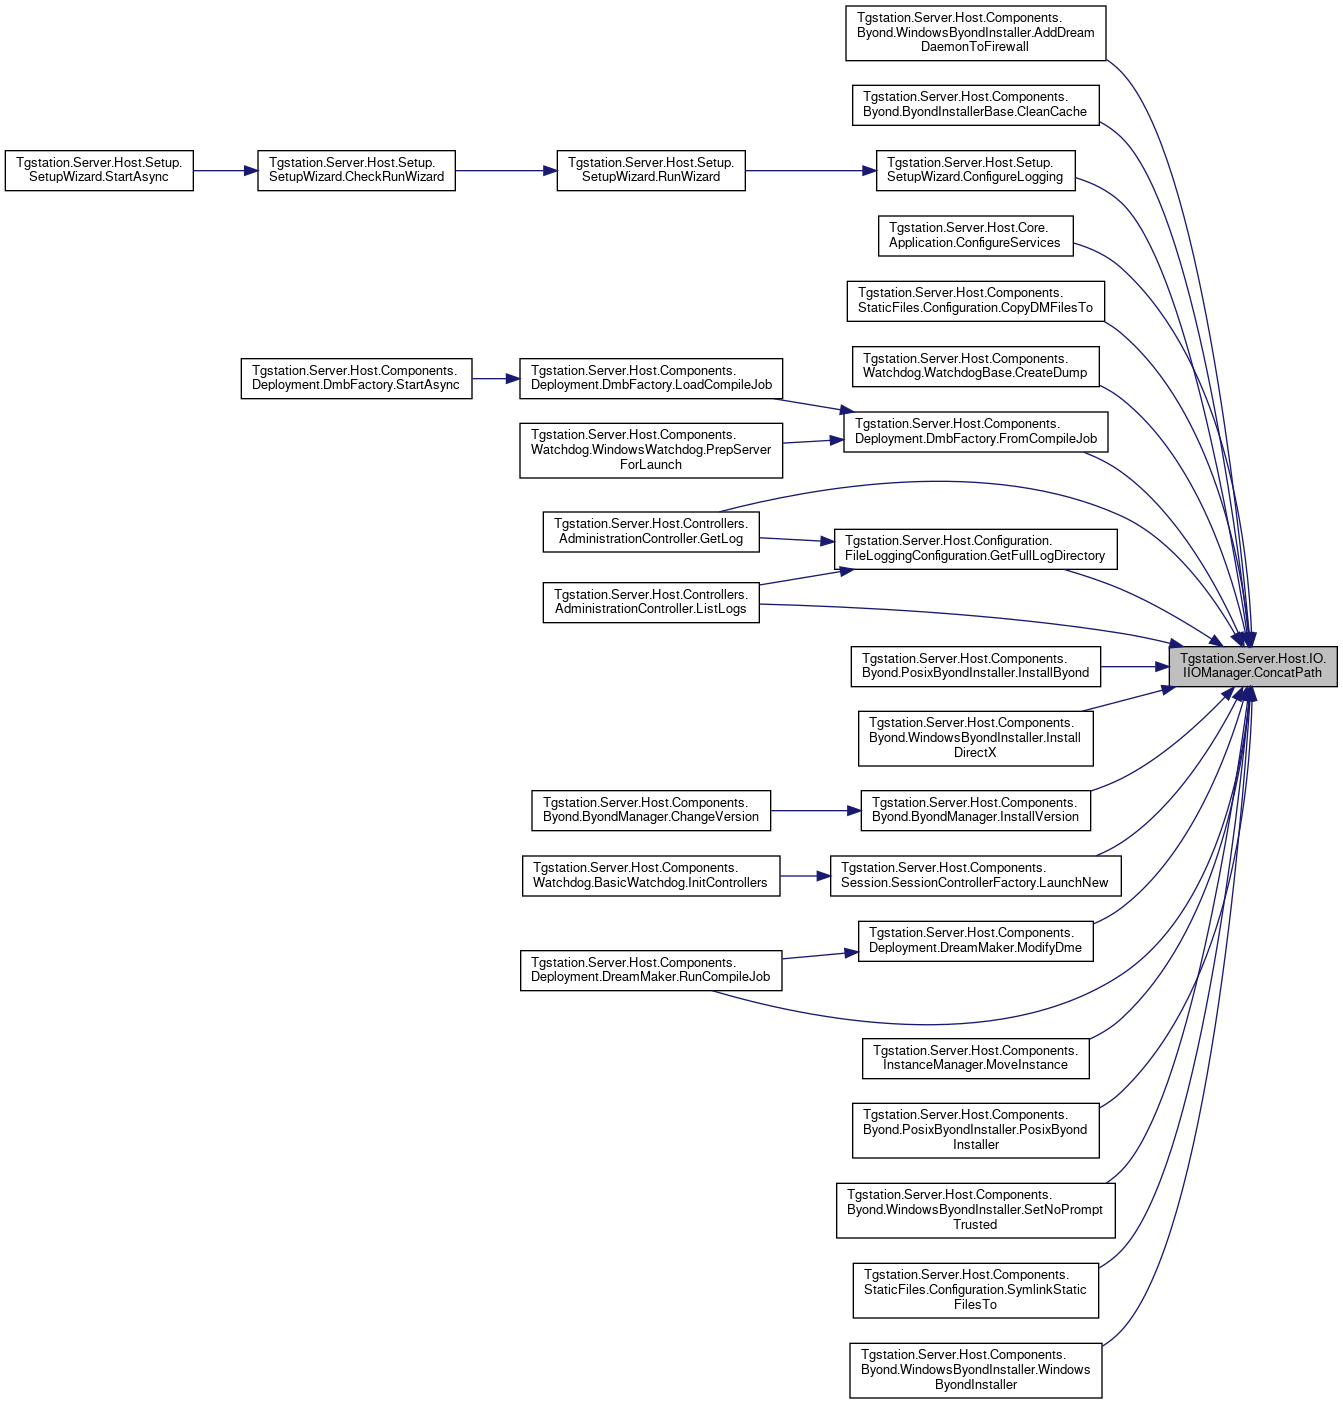 Tgstation.Server.Host.Components.
Byond.WindowsByondInstaller.AddDream
DaemonToFirewall
Tgstation.Server.Host.Components.
Byond.ByondInstallerBase.CleanCache
Tgstation.Server.Host.Setup.
SetupWizard.StartAsync
Tgstation.Server.Host.Setup.
SetupWizard.CheckRunWizard
Tgstation.Server.Host.Setup.
SetupWizard.RunWizard
Tgstation.Server.Host.Setup.
SetupWizard.ConfigureLogging
Tgstation.Server.Host.Core.
Application.ConfigureServices
Tgstation.Server.Host.Components.
StaticFiles.Configuration.CopyDMFilesTo
Tgstation.Server.Host.Components.
Watchdog.WatchdogBase.CreateDump
Tgstation.Server.Host.Components.
Deployment.DmbFactory.StartAsync
Tgstation.Server.Host.Components.
Deployment.DmbFactory.LoadCompileJob
Tgstation.Server.Host.Components.
Deployment.DmbFactory.FromCompileJob
Tgstation.Server.Host.Components.
Watchdog.WindowsWatchdog.PrepServer
ForLaunch
Tgstation.Server.Host.Controllers.
AdministrationController.GetLog
Tgstation.Server.Host.Configuration.
FileLoggingConfiguration.GetFullLogDirectory
Tgstation.Server.Host.Controllers.
AdministrationController.ListLogs
Tgstation.Server.Host.IO.
IIOManager.ConcatPath
Tgstation.Server.Host.Components.
Byond.PosixByondInstaller.InstallByond
Tgstation.Server.Host.Components.
Byond.WindowsByondInstaller.Install
DirectX
Tgstation.Server.Host.Components.
Byond.ByondManager.ChangeVersion
Tgstation.Server.Host.Components.
Byond.ByondManager.InstallVersion
Tgstation.Server.Host.Components.
Watchdog.BasicWatchdog.InitControllers
Tgstation.Server.Host.Components.
Session.SessionControllerFactory.LaunchNew
Tgstation.Server.Host.Components.
Deployment.DreamMaker.ModifyDme
Tgstation.Server.Host.Components.
Deployment.DreamMaker.RunCompileJob
Tgstation.Server.Host.Components.
InstanceManager.MoveInstance
Tgstation.Server.Host.Components.
Byond.PosixByondInstaller.PosixByond
Installer
Tgstation.Server.Host.Components.
Byond.WindowsByondInstaller.SetNoPrompt
Trusted
Tgstation.Server.Host.Components.
StaticFiles.Configuration.SymlinkStatic
FilesTo
Tgstation.Server.Host.Components.
Byond.WindowsByondInstaller.Windows
ByondInstaller